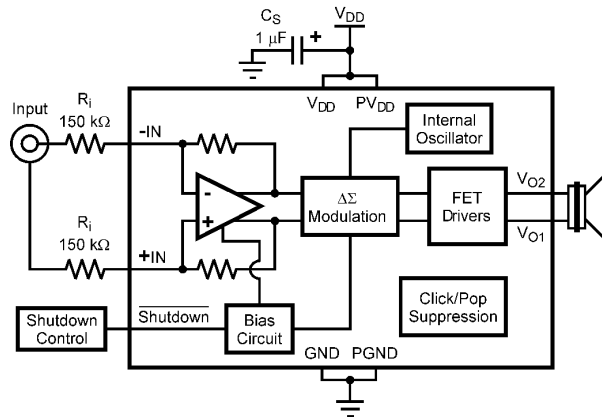 C_S
1 µF
+
V_DD
V_DD
PV_DD
Input
R_i
150 kΩ
-IN
Internal
Oscillator
-
+
ΔΣ
Modulation
FET
Drivers
V_O2
V_O1
R_i
150 kΩ
+IN
Shutdown
Control
Shutdown
Bias
Circuit
Click/Pop
Suppression
GND
PGND